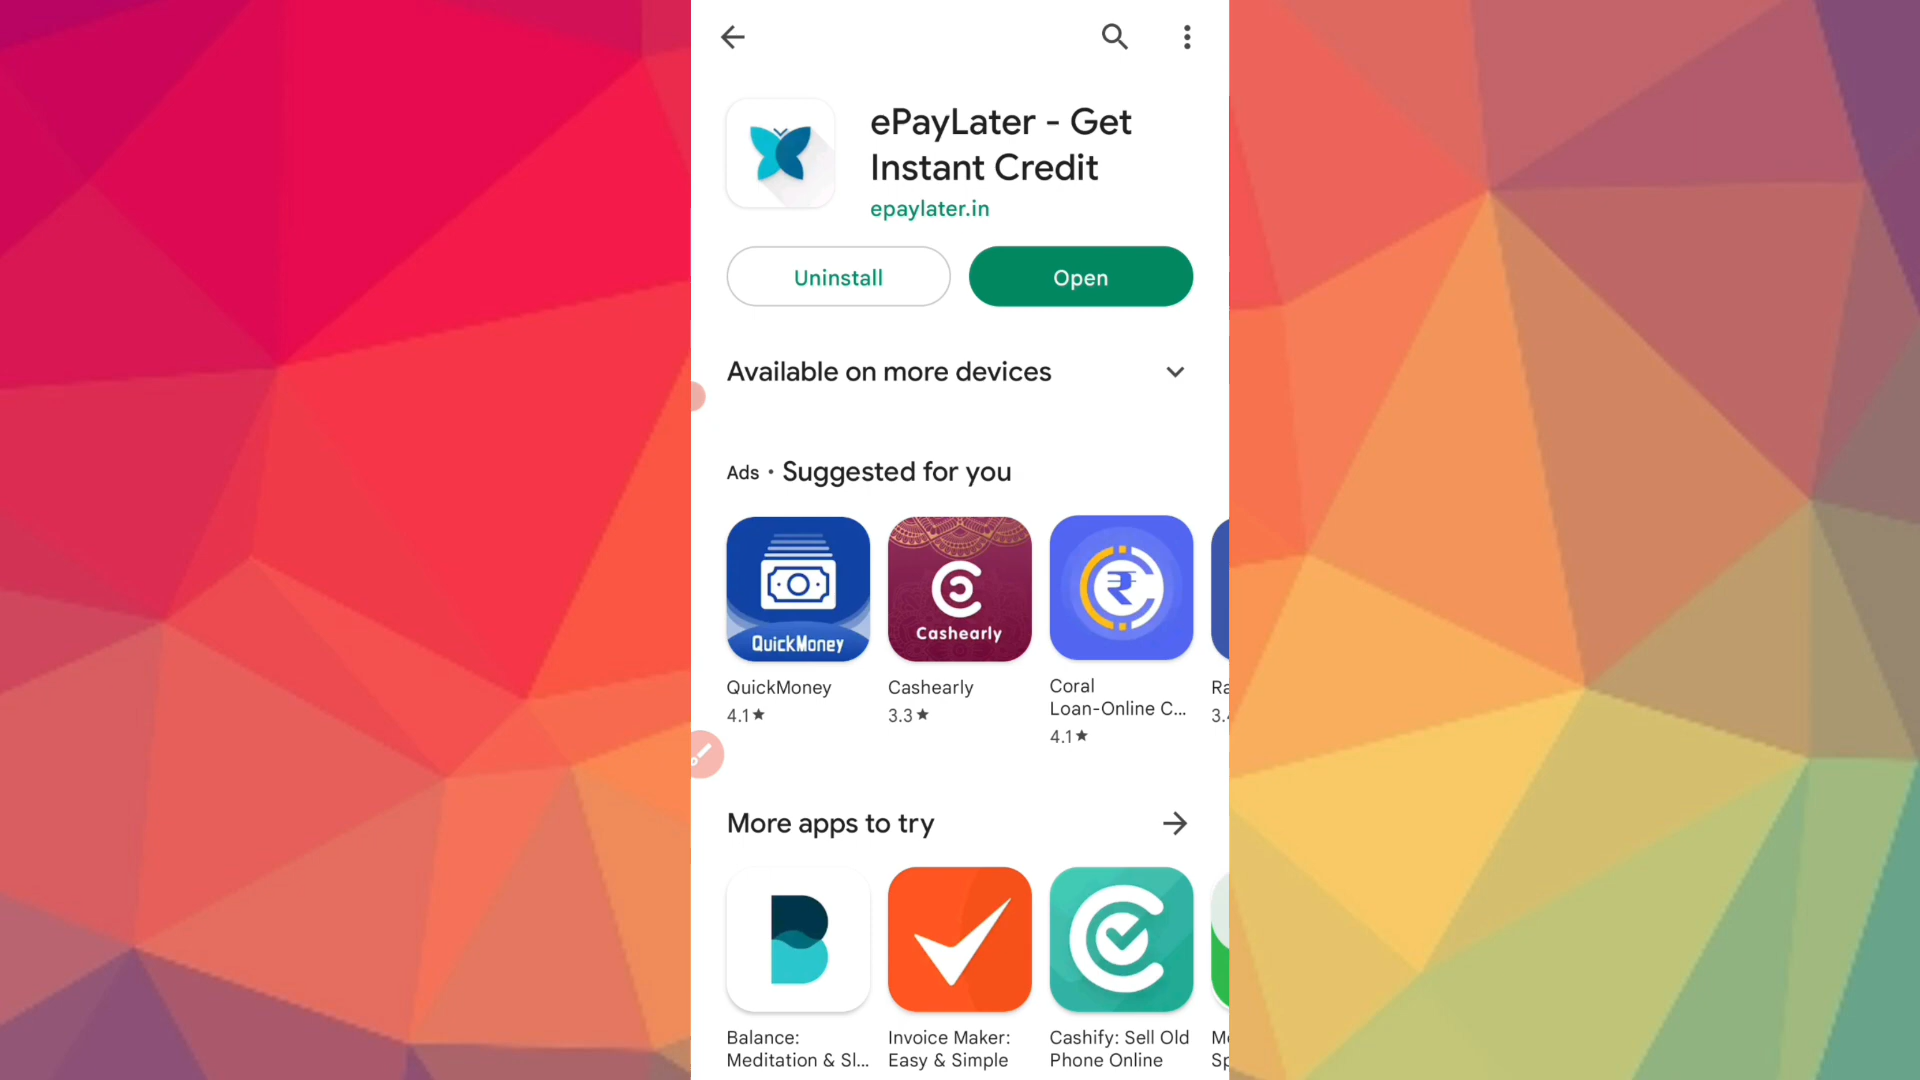 ePayLater - Get
Instant Credit
epaylater.in
Uninstall
Open
Available on more devices
Ads • Suggested for you
QuickMoney
Cashearly
QuickMoney
4.1★
Cashearly
3.3★
Coral
Loan-Online C...
4.1★
More apps to try
Balance:
Meditation & Sl...
Invoice Maker:
Easy & Simple
Cashify: Sell Old
Phone Online